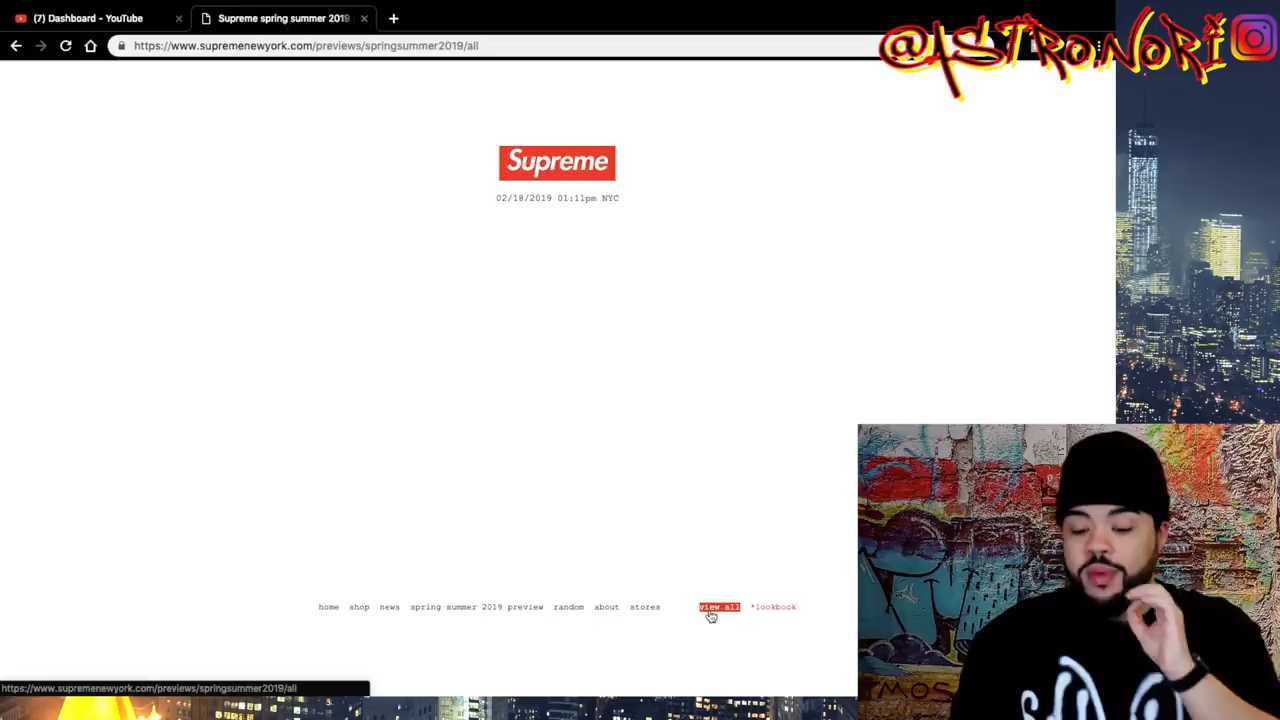 (7) Dashboard - YouTube
Supreme spring summer 2019
https://www.supremenewyork.com/previews/springsummer2019/all
@ASTRO.NORI
Supreme
02/18/2019 01:11pm NYC
home shop news spring summer 2019 preview random about stores view all *lookbook
https://www.supremenewyork.com/previews/springsummer2019/all